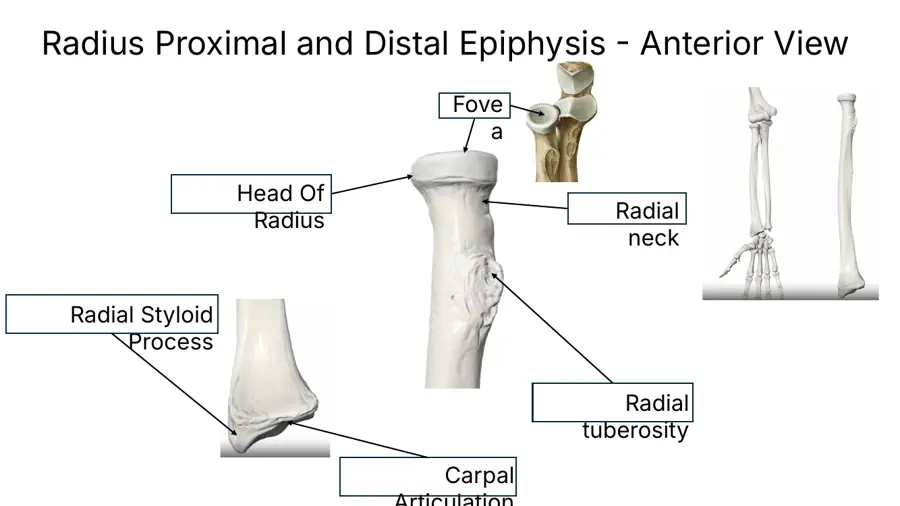 Radius Proximal and Distal Epiphysis - Anterior View
Fove
a
Head Of
Radius
Radial
neck
Radial Styloid
Process
Radial
tuberosity
Carpal
Articulation